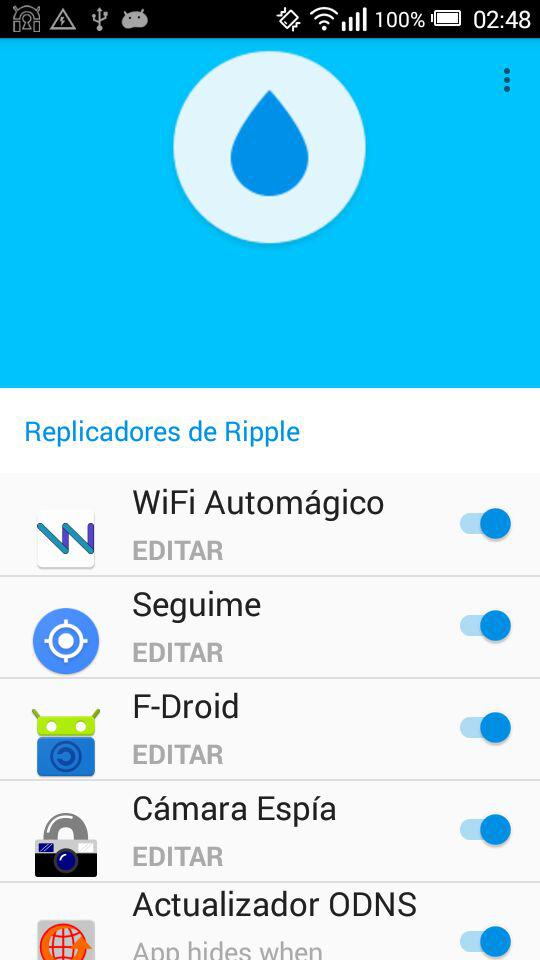 100% 02:48
Replicadores de Ripple
WiFi Automágico
EDITAR
Seguime
EDITAR
F-Droid
EDITAR
Cámara Espía
EDITAR
Actualizador ODNS
App hides when